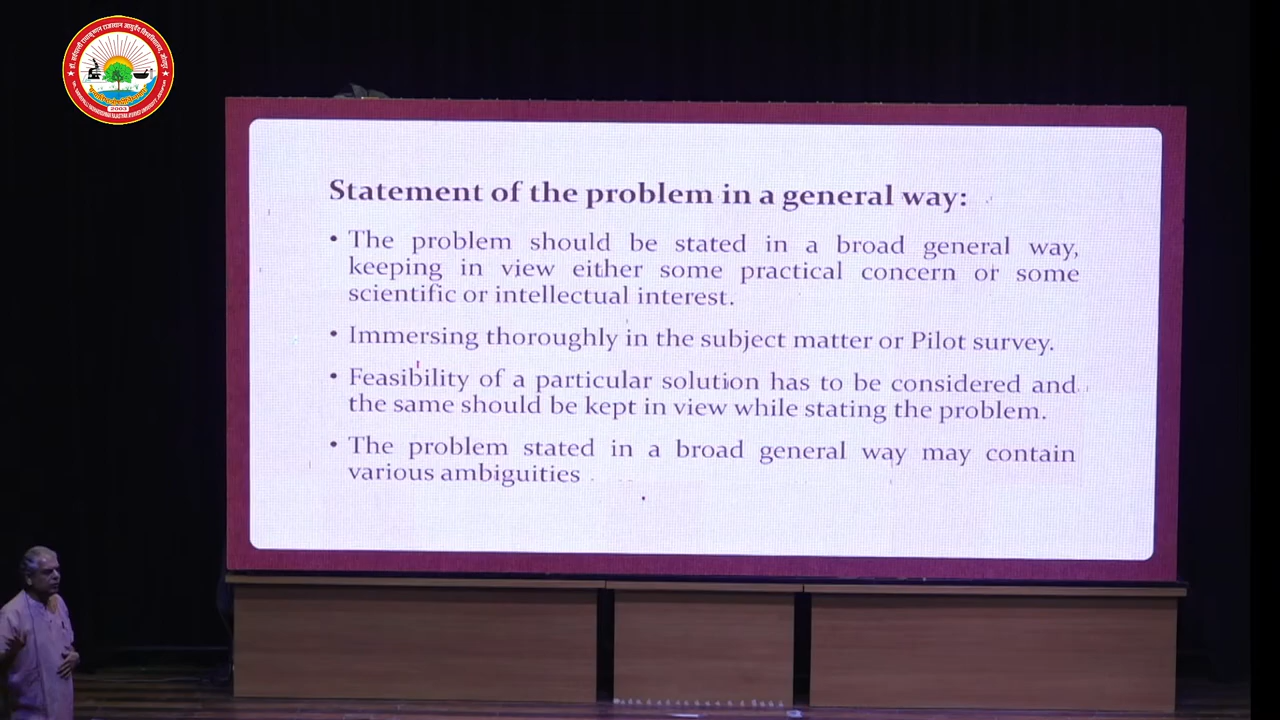 Statement of the problem in a general way:
• The problem should be stated in a broad general way,
keeping in view either some practical concern or some
scientific or intellectual interest.
• Immersing thoroughly in the subject matter or Pilot survey.
• Feasibility of a particular solution has to be considered and
the same should be kept in view while stating the problem.
• The problem stated in a broad general way may contain
various ambiguities
2003